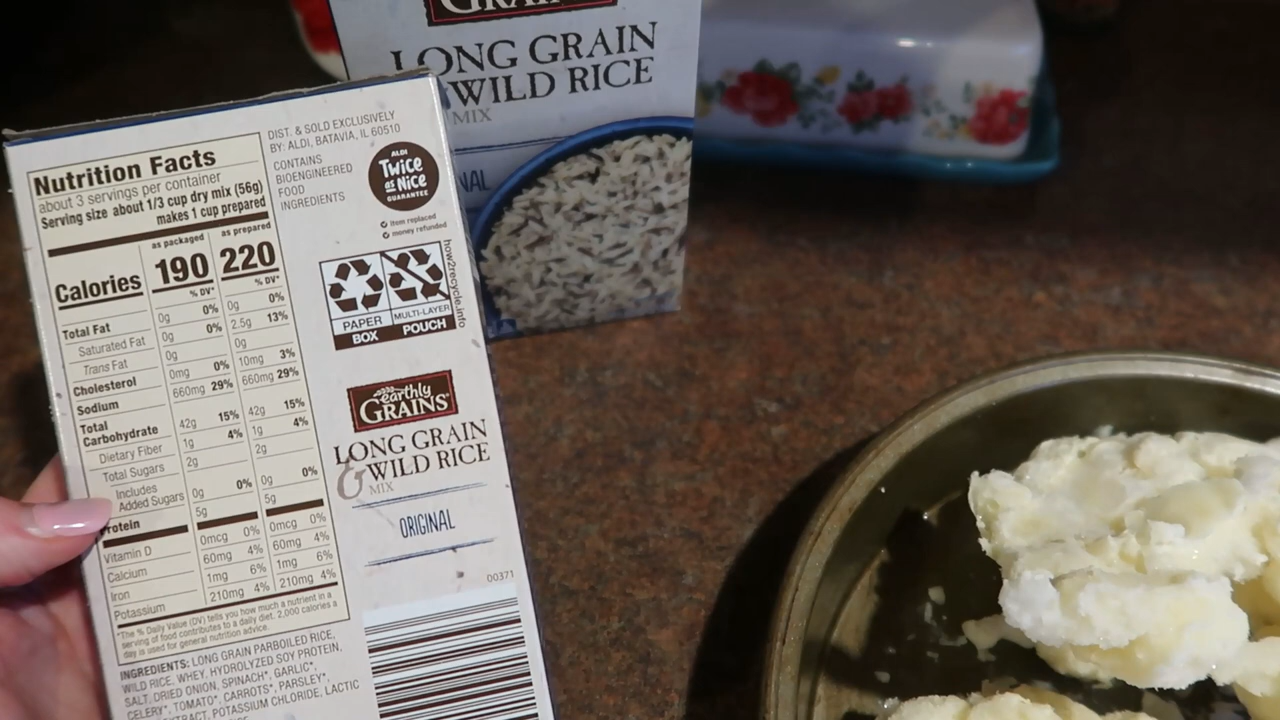 GRAINS
LONG GRAIN
WILD RICE
MIX
NAL
Nutrition Facts
about 3 servings per container
Serving size about 1/3 cup dry mix (56g)
makes 1 cup prepared
as packaged as prepared
Calories 190 220
% DV* % DV*
Total Fat 0g 0% 0g 0%
Saturated Fat 0g 0% 2.5g 13%
Trans Fat 0g 0g
Cholesterol 0mg 0% 10mg 3%
Sodium 660mg 29% 660mg 29%
Total
Carbohydrate 42g 15% 42g 15%
Dietary Fiber 1g 4% 1g 4%
Total Sugars 2g 2g
Includes
Added Sugars 0g 0% 0g 0%
Protein 5g 5g
Vitamin D 0mcg 0% 0mcg 0%
Calcium 60mg 4% 60mg 4%
Iron 1mg 6% 1mg 6%
Potassium 210mg 4% 210mg 4%
*The % Daily Value (DV) tells you how much a nutrient in a
serving of food contributes to a daily diet. 2,000 calories a
day is used for general nutrition advice.
INGREDIENTS: LONG GRAIN PARBOILED RICE,
WILD RICE, WHEY, HYDROLYZED SOY PROTEIN,
SALT, DRIED ONION, SPINACH*, GARLIC*,
CELERY*, TOMATO*, CARROTS*, PARSLEY*,
EXTRACT, POTASSIUM CHLORIDE, LACTIC
DIST. & SOLD EXCLUSIVELY
BY: ALDI, BATAVIA, IL 60510
CONTAINS
BIOENGINEERED
FOOD
INGREDIENTS
ALDI
Twice
as Nice
GUARANTEE
item replaced
money refunded
how2recycle.info
PAPER MULTI-LAYER
BOX POUCH
earthly
GRAINS®
LONG GRAIN
& WILD RICE
MIX
ORIGINAL
00371